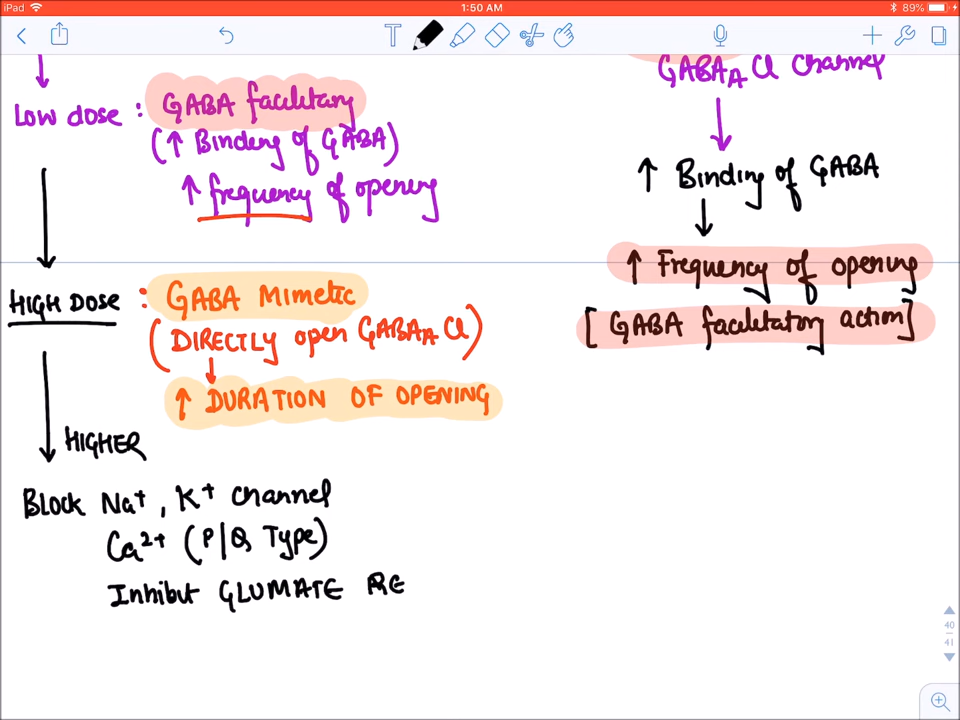 iPad
1:50 AM
89%
T
Low dose : GABA facilitary
(↑ Binding of GABA)
↑ frequency of opening
HIGH DOSE : GABA Mimetic
(DIRECTLY open GABAA Cl)
↑ DURATION OF OPENING
HIGHER
Block Na+, K+ channel
Ca2+ (P/Q Type)
Inhibit GLUMATE RE
GABAA Cl Channel
↑ Binding of GABA
↑ Frequency of opening
[GABA facilitatory action]
40
41